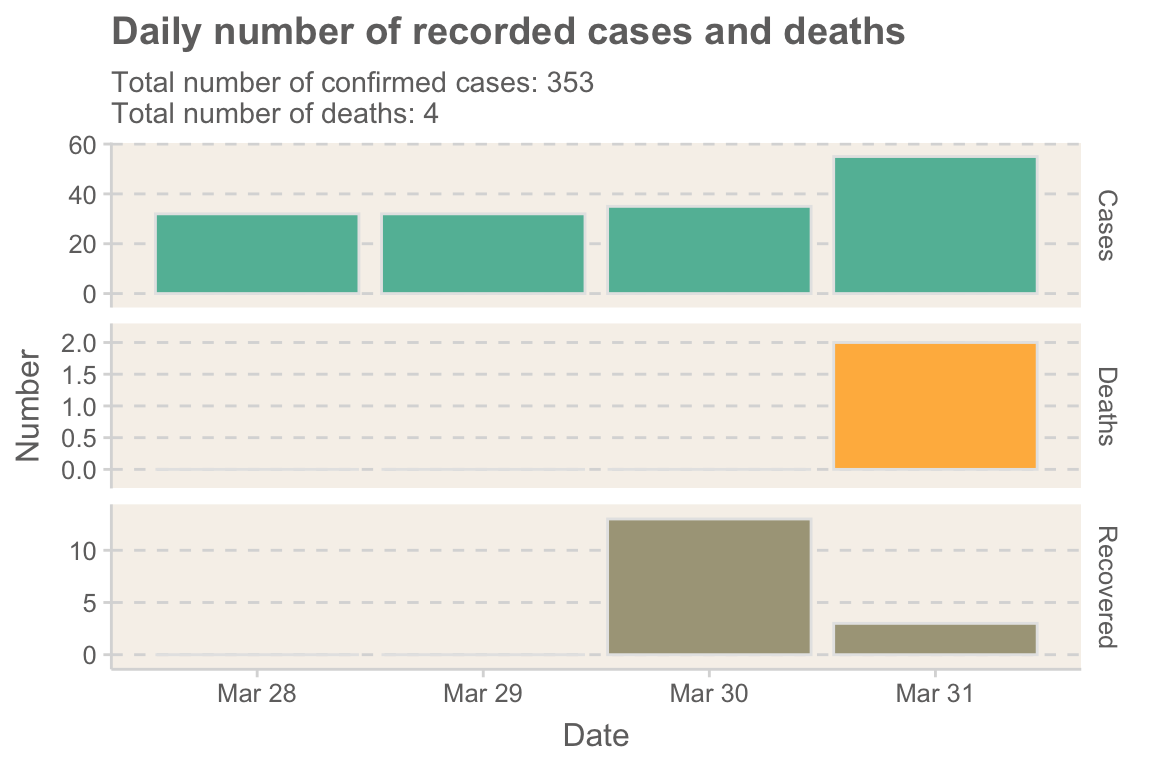 Daily number of recorded cases and deaths
Total number of confirmed cases: 353
Total number of deaths: 4
60
40
20
0
Cases
2.0
1.5
1.0
0.5
0.0
Deaths
Number
10
5
0
Recovered
Mar 28
Mar 29
Mar 30
Mar 31
Date